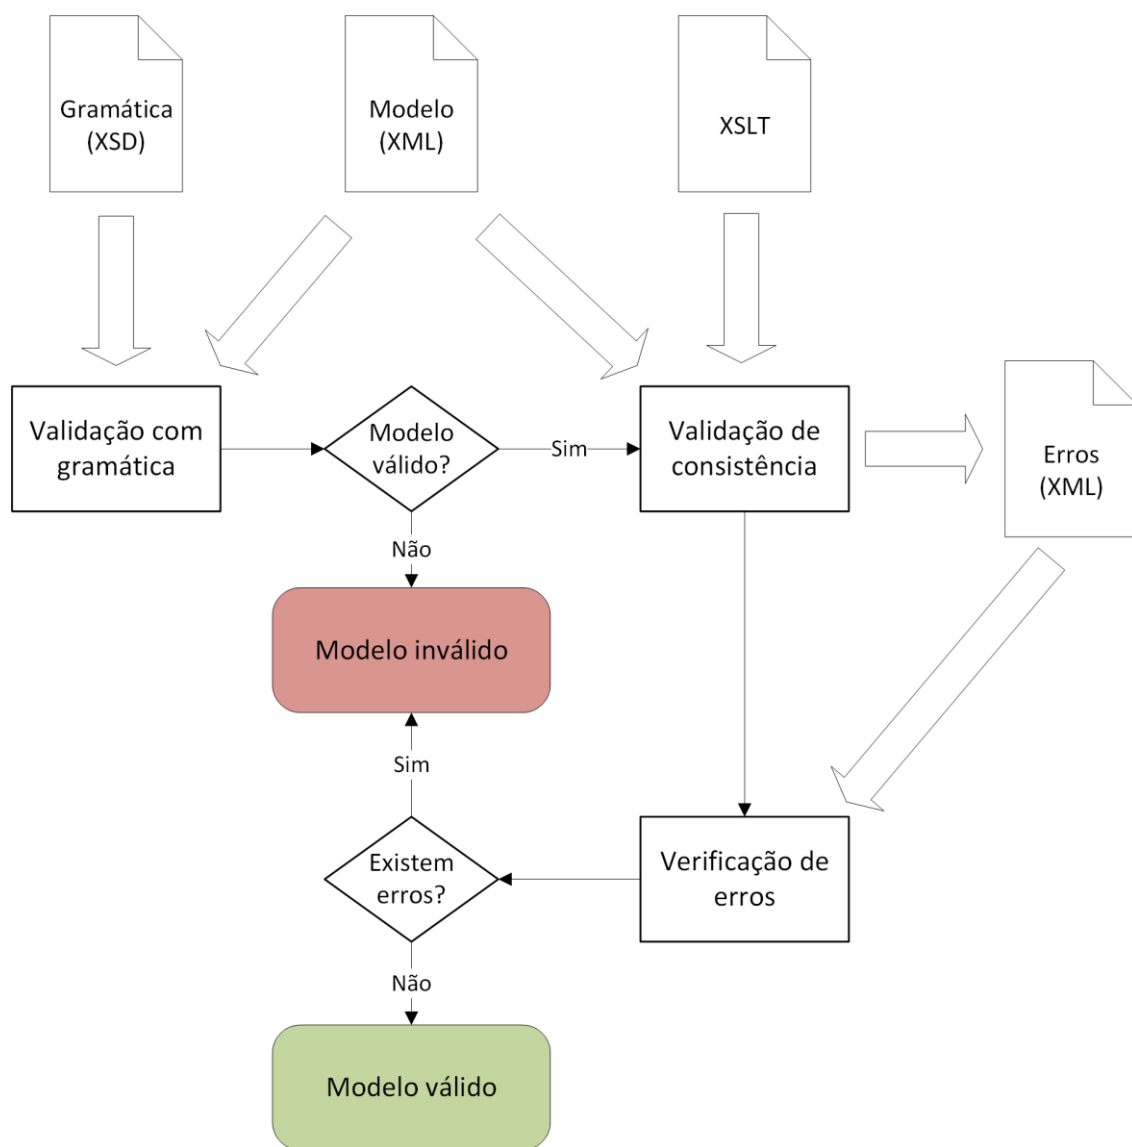 Gramática
(XSD)
Modelo
(XML)
XSLT
Validação com
gramática
Modelo
válido?
Sim
Validação de
consistência
Erros
(XML)
Não
Modelo inválido
Sim
Existem
erros?
Verificação de
erros
Não
Modelo válido